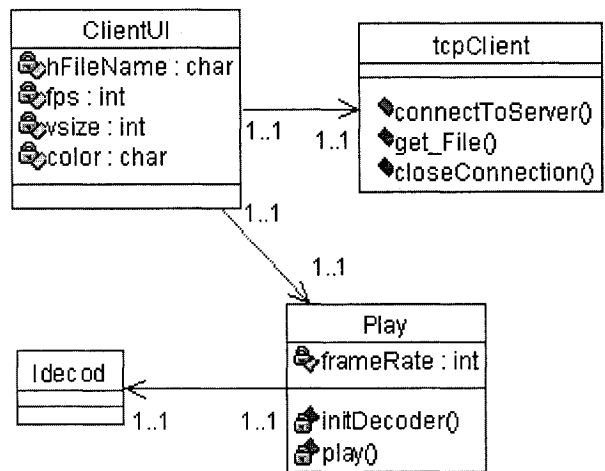 ClientUI
hFileName : char
fps : int
vsize : int
color : char
tcpClient
connectToServer()
get_File()
closeConnection()
1..1
1..1
1..1
1..1
Play
frameRate : int
initDecoder()
play()
Idecod
1..1
1..1